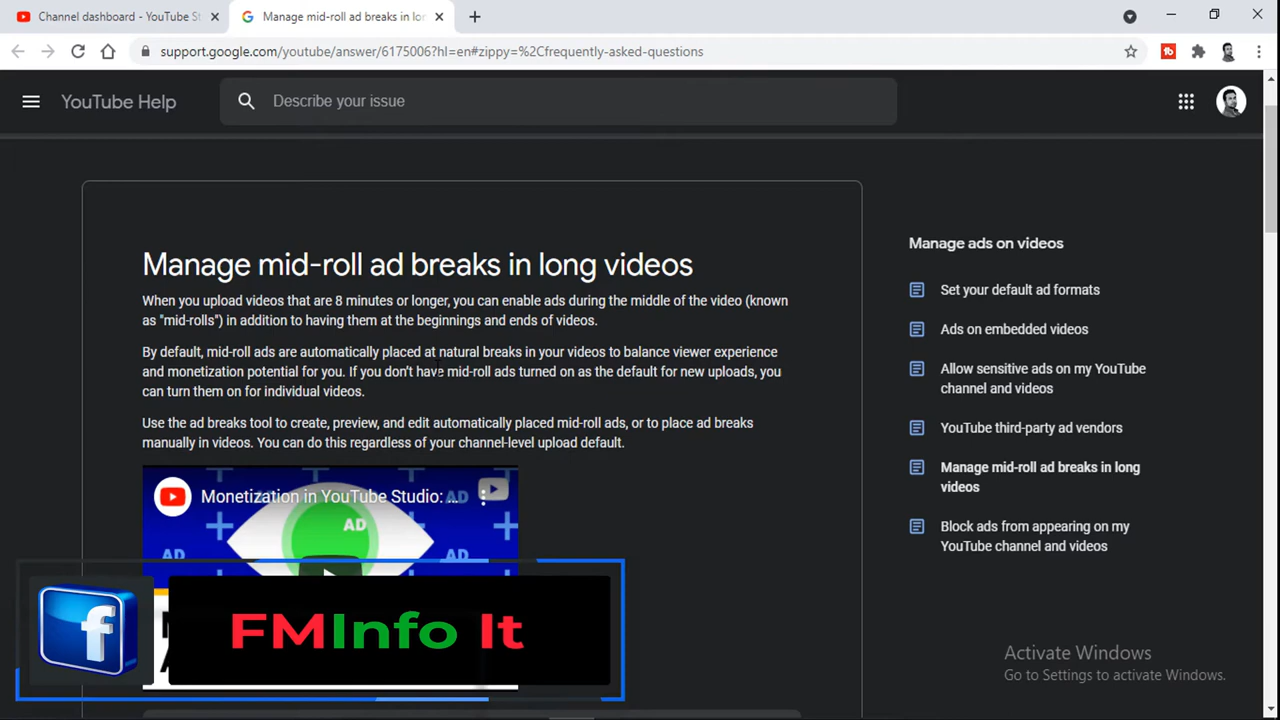 Channel dashboard - YouTube St
Manage mid-roll ad breaks in lon
support.google.com/youtube/answer/6175006?hl=en#zippy=%2Cfrequently-asked-questions
YouTube Help
Describe your issue
Manage mid-roll ad breaks in long videos
When you upload videos that are 8 minutes or longer, you can enable ads during the middle of the video (known
as "mid-rolls") in addition to having them at the beginnings and ends of videos.
By default, mid-roll ads are automatically placed at natural breaks in your videos to balance viewer experience
and monetization potential for you. If you don't have mid-roll ads turned on as the default for new uploads, you
can turn them on for individual videos.
Use the ad breaks tool to create, preview, and edit automatically placed mid-roll ads, or to place ad breaks
manually in videos. You can do this regardless of your channel-level upload default.
Monetization in YouTube Studio: ...
AD
AD
AD
AD
f
FMInfo It
Manage ads on videos
Set your default ad formats
Ads on embedded videos
Allow sensitive ads on my YouTube
channel and videos
YouTube third-party ad vendors
Manage mid-roll ad breaks in long
videos
Block ads from appearing on my
YouTube channel and videos
Activate Windows
Go to Settings to activate Windows.